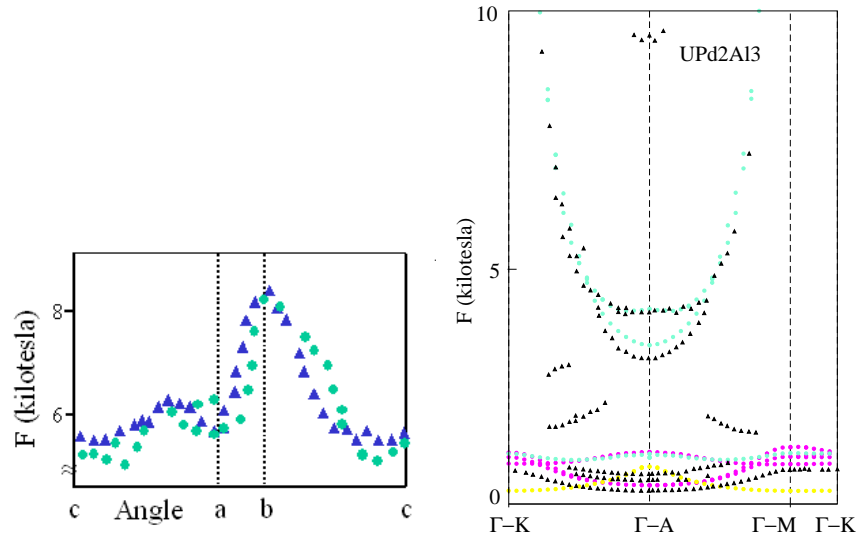 F (kilotesla)
8
6
≈
c Angle a b c
10
UPd2Al3
F (kilotesla)
5
0
Γ−K Γ−A Γ−M Γ−K